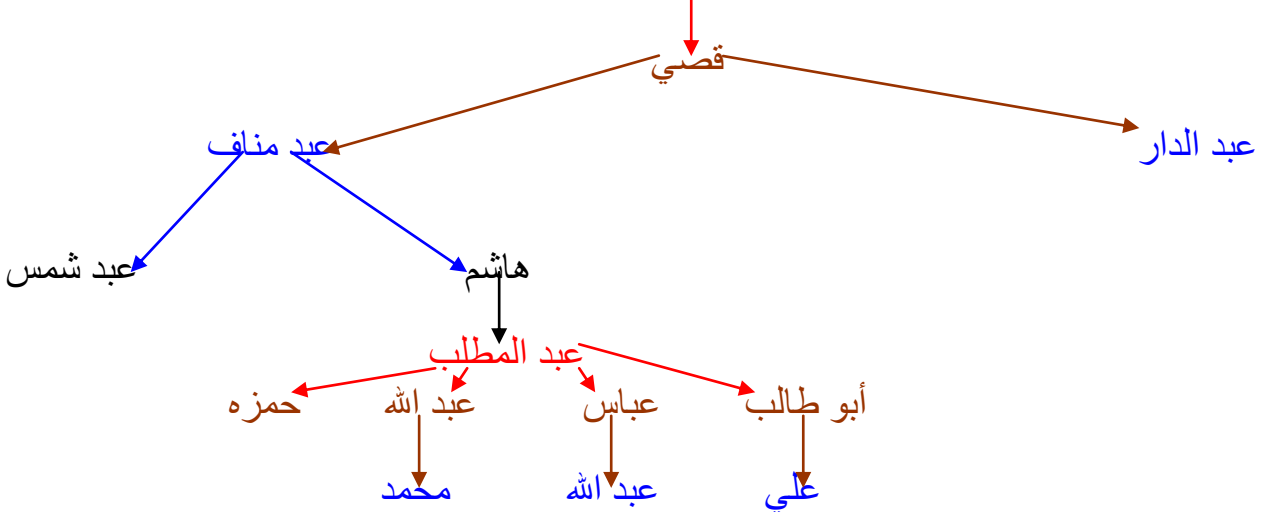 قصي
عبد الدار
عبد مناف
هاشم
عبد شمس
عبد المطلب
أبو طالب
عباس
عبد الله
حمزه
علي
عبد الله
محمد